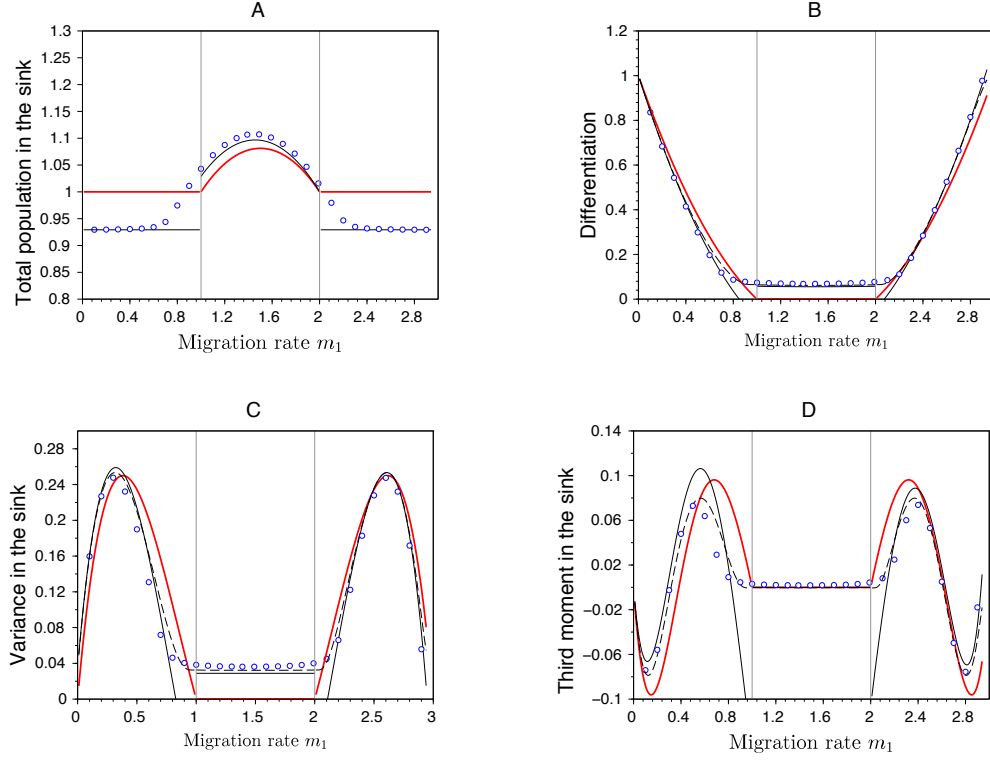 A
Total population in the sink
1.3
1.25
1.2
1.15
1.10
1.05
1
0.95
0.9
0.85
0.8
0 0.4 0.8 1.2 1.6 2 2.4 2.8
Migration rate m₁
B
Differentiation
1.2
1
0.8
0.6
0.4
0.2
0
0 0.4 0.8 1.2 1.6 2 2.4 2.8
Migration rate m₁
C
Variance in the sink
0.28
0.24
0.2
0.16
0.12
0.08
0.04
0
0 0.5 1 1.5 2 2.5 3
Migration rate m₁
D
Third moment in the sink
0.14
0.1
0.06
0.02
−0.02
−0.06
−0.1
0 0.4 0.8 1.2 1.6 2 2.4 2.8
Migration rate m₁